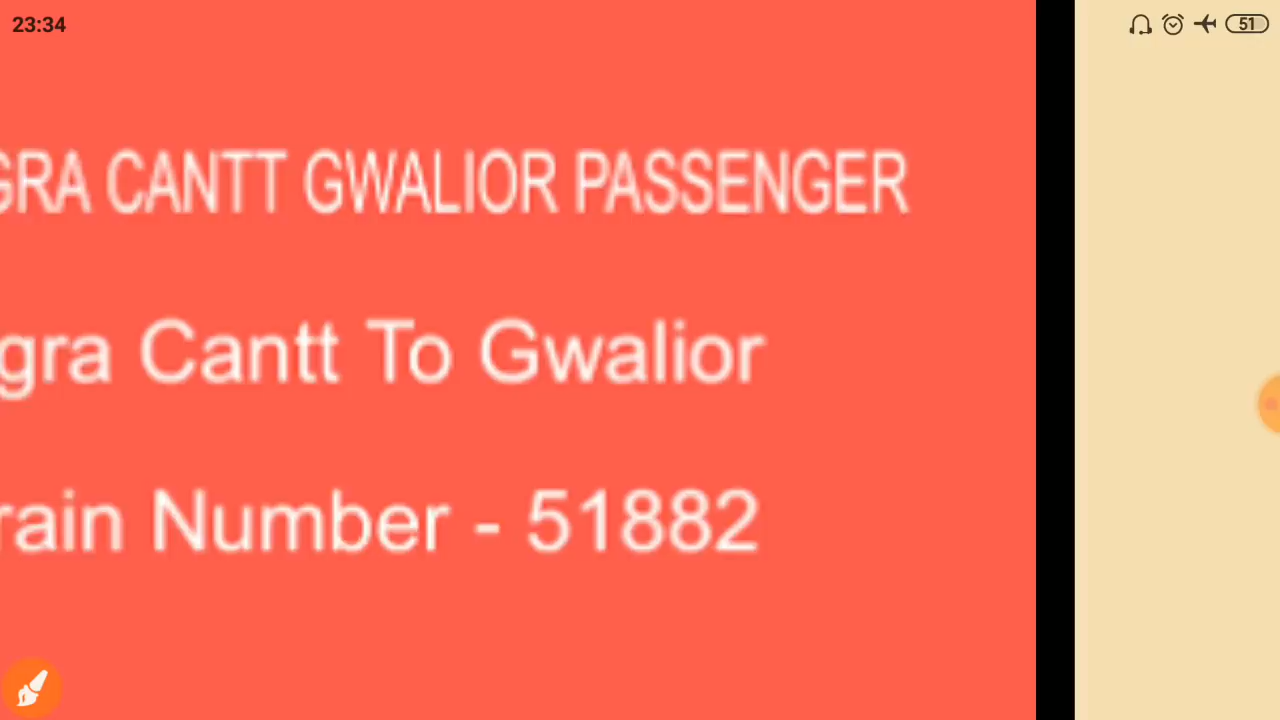 23:34
51
GRA CANTT GWALIOR PASSENGER
gra Cantt To Gwalior
rain Number - 51882